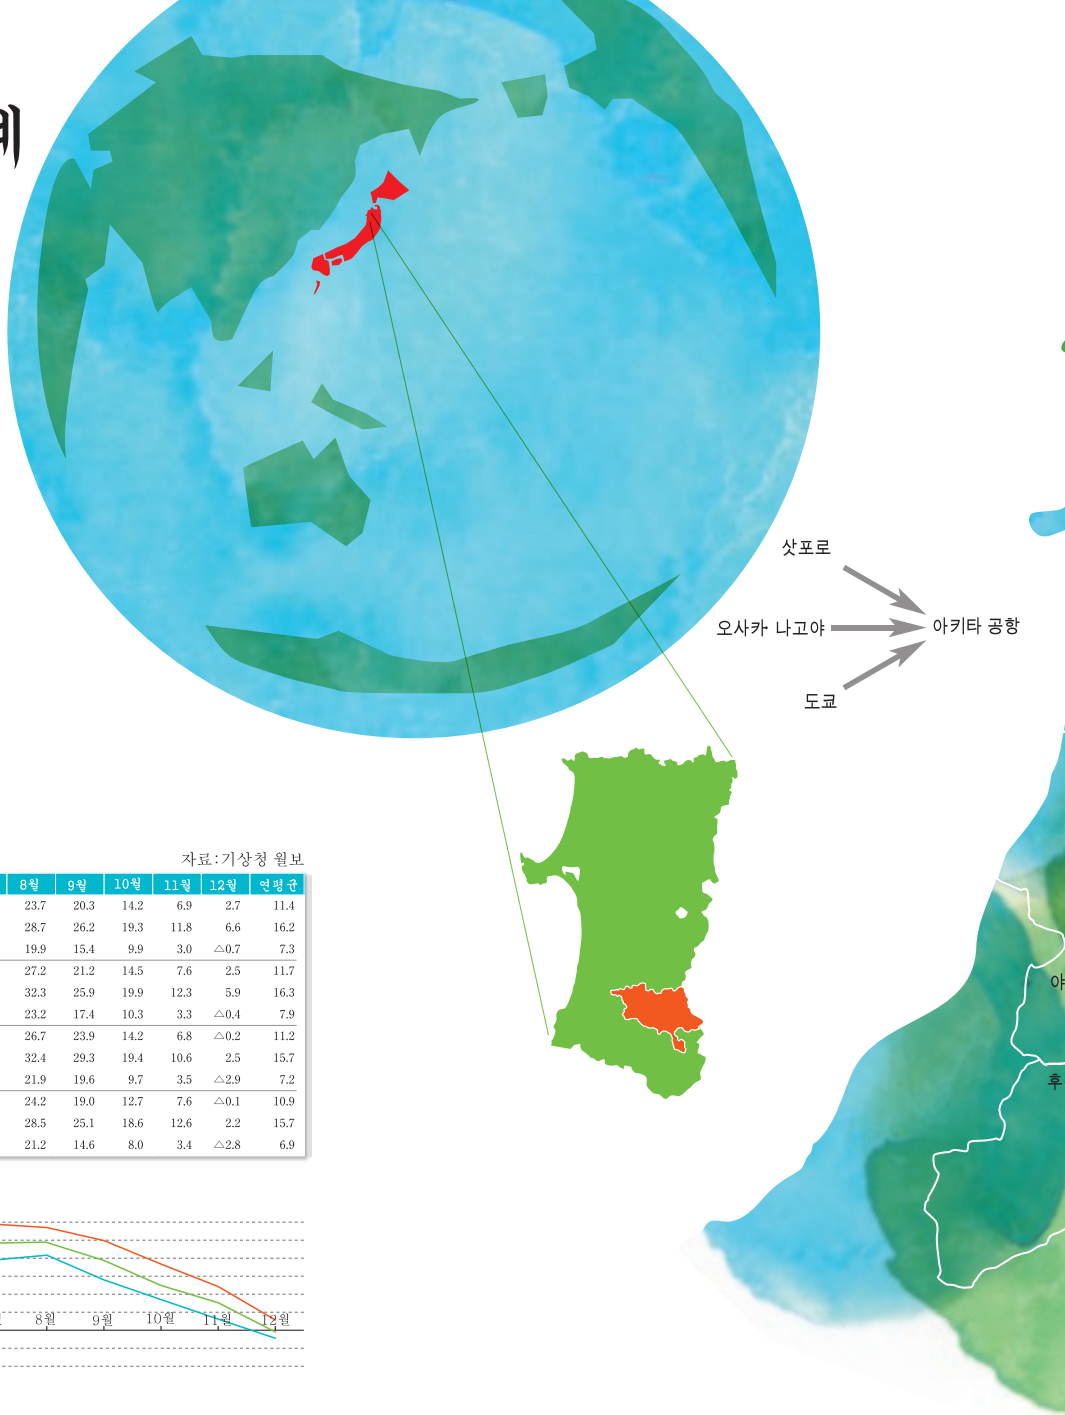 계
삿포로
오사카· 나고야
아키타 공항
도쿄
자료:기상청 월보
8월 9월 10월 11월 12월 연평균
23.7 20.3 14.2 6.9 2.7 11.4
28.7 26.2 19.3 11.8 6.6 16.2
19.9 15.4 9.9 3.0 △0.7 7.3
27.2 21.2 14.5 7.6 2.5 11.7
32.3 25.9 19.9 12.3 5.9 16.3
23.2 17.4 10.3 3.3 △0.4 7.9
26.7 23.9 14.2 6.8 △0.2 11.2
32.4 29.3 19.4 10.6 2.5 15.7
21.9 19.6 9.7 3.5 △2.9 7.2
24.2 19.0 12.7 7.6 △0.1 10.9
28.5 25.1 18.6 12.6 2.2 15.7
21.2 14.6 8.0 3.4 △2.8 6.9
야
후
8월 9월 10월 11월 12월